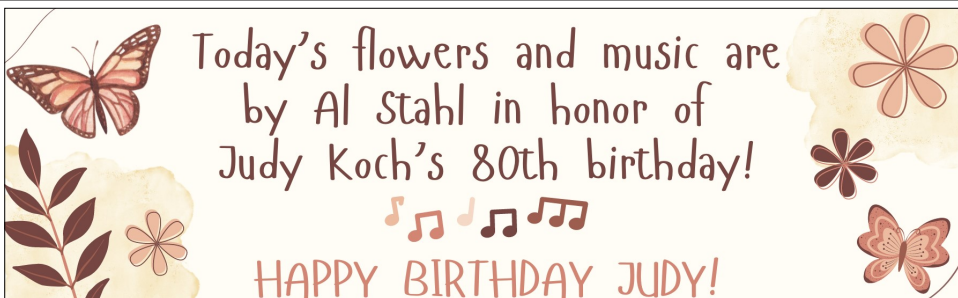 Today's flowers and music are
by Al Stahl in honor of
Judy Koch's 80th birthday!
HAPPY BIRTHDAY JUDY!